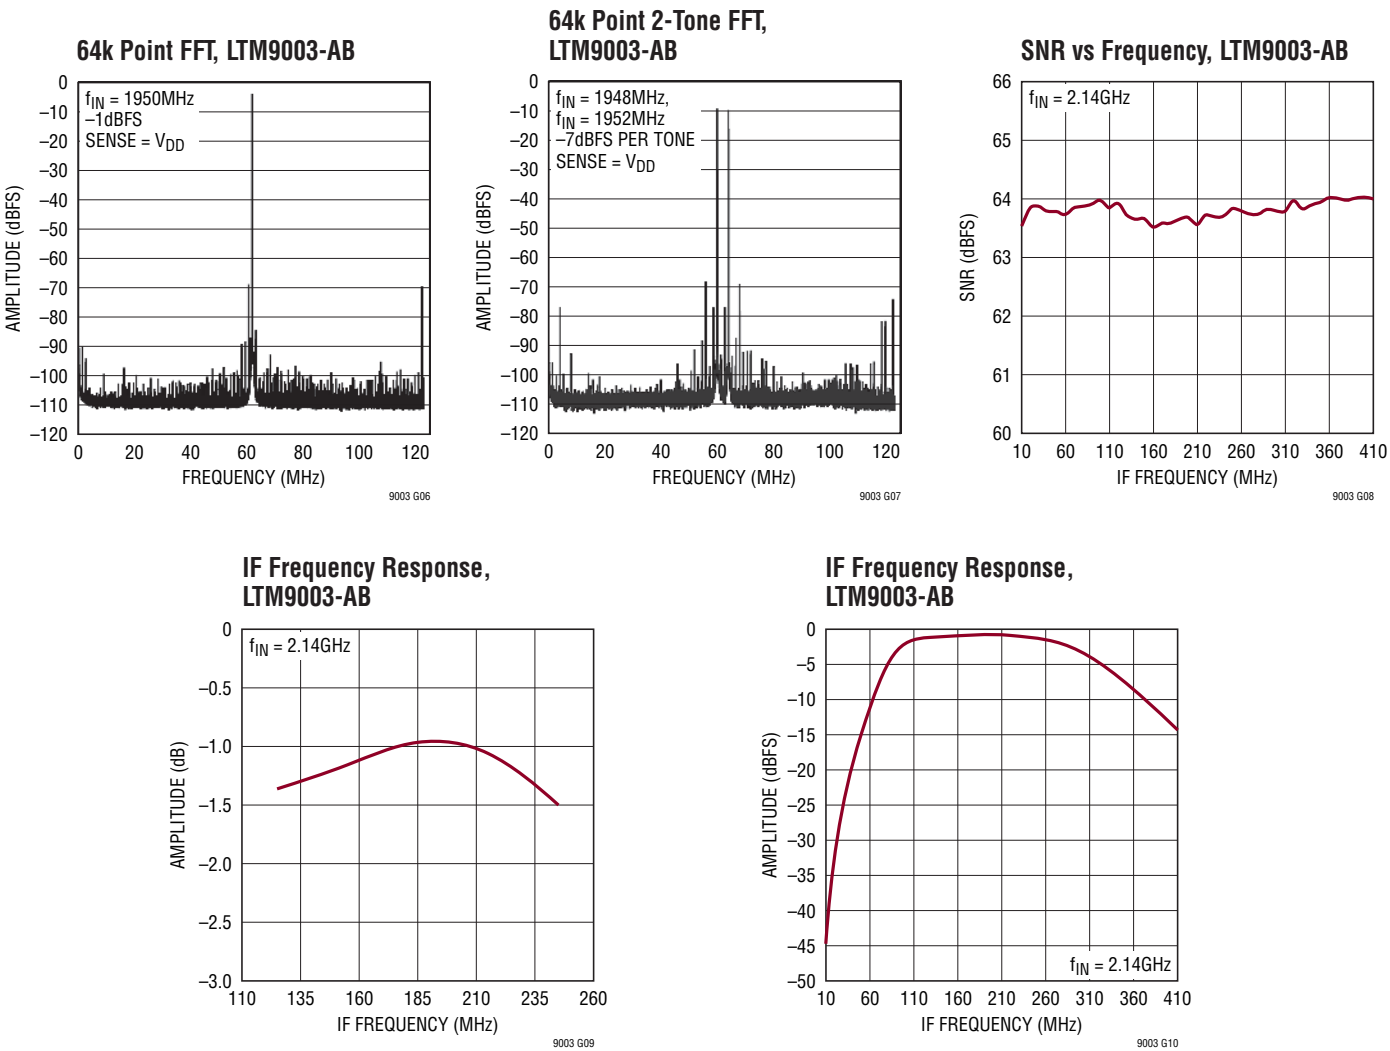 64k Point FFT, LTM9003-AB
0
–10
–20
–30
–40
–50
–60
–70
–80
–90
–100
–110
–120
AMPLITUDE (dBFS)
fIN = 1950MHz
–1dBFS
SENSE = VDD
0 20 40 60 80 100 120
FREQUENCY (MHz)
9003 G06
64k Point 2-Tone FFT,
LTM9003-AB
0
–10
–20
–30
–40
–50
–60
–70
–80
–90
–100
–110
–120
AMPLITUDE (dBFS)
fIN = 1948MHz,
fIN = 1952MHz
–7dBFS PER TONE
SENSE = VDD
0 20 40 60 80 100 120
FREQUENCY (MHz)
9003 G07
SNR vs Frequency, LTM9003-AB
66
65
64
63
62
61
60
SNR (dBFS)
fIN = 2.14GHz
10 60 110 160 210 260 310 360 410
IF FREQUENCY (MHz)
9003 G08
IF Frequency Response,
LTM9003-AB
0
–0.5
–1.0
–1.5
–2.0
–2.5
–3.0
AMPLITUDE (dB)
fIN = 2.14GHz
110 135 160 185 210 235 260
IF FREQUENCY (MHz)
9003 G09
IF Frequency Response,
LTM9003-AB
0
–5
–10
–15
–20
–25
–30
–35
–40
–45
–50
AMPLITUDE (dBFS)
fIN = 2.14GHz
10 60 110 160 210 260 310 360 410
IF FREQUENCY (MHz)
9003 G10